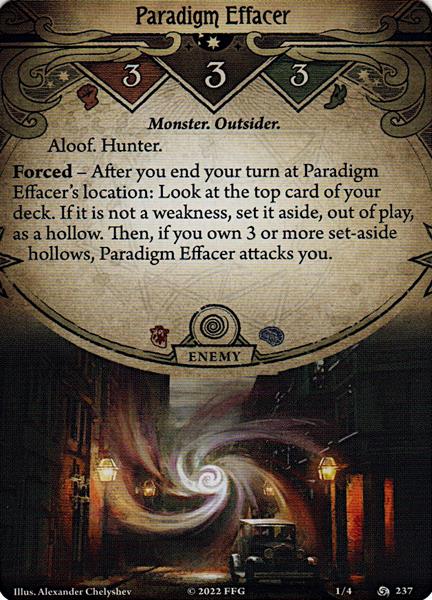 Paradigm Effacer
3 3 3
Monster. Outsider.
Aloof. Hunter.
Forced – After you end your turn at Paradigm
Effacer's location: Look at the top card of your
deck. If it is not a weakness, set it aside, out of play,
as a hollow. Then, if you own 3 or more set-aside
hollows, Paradigm Effacer attacks you.
ENEMY
Illus. Alexander Chelyshev © 2022 FFG 1/4 237